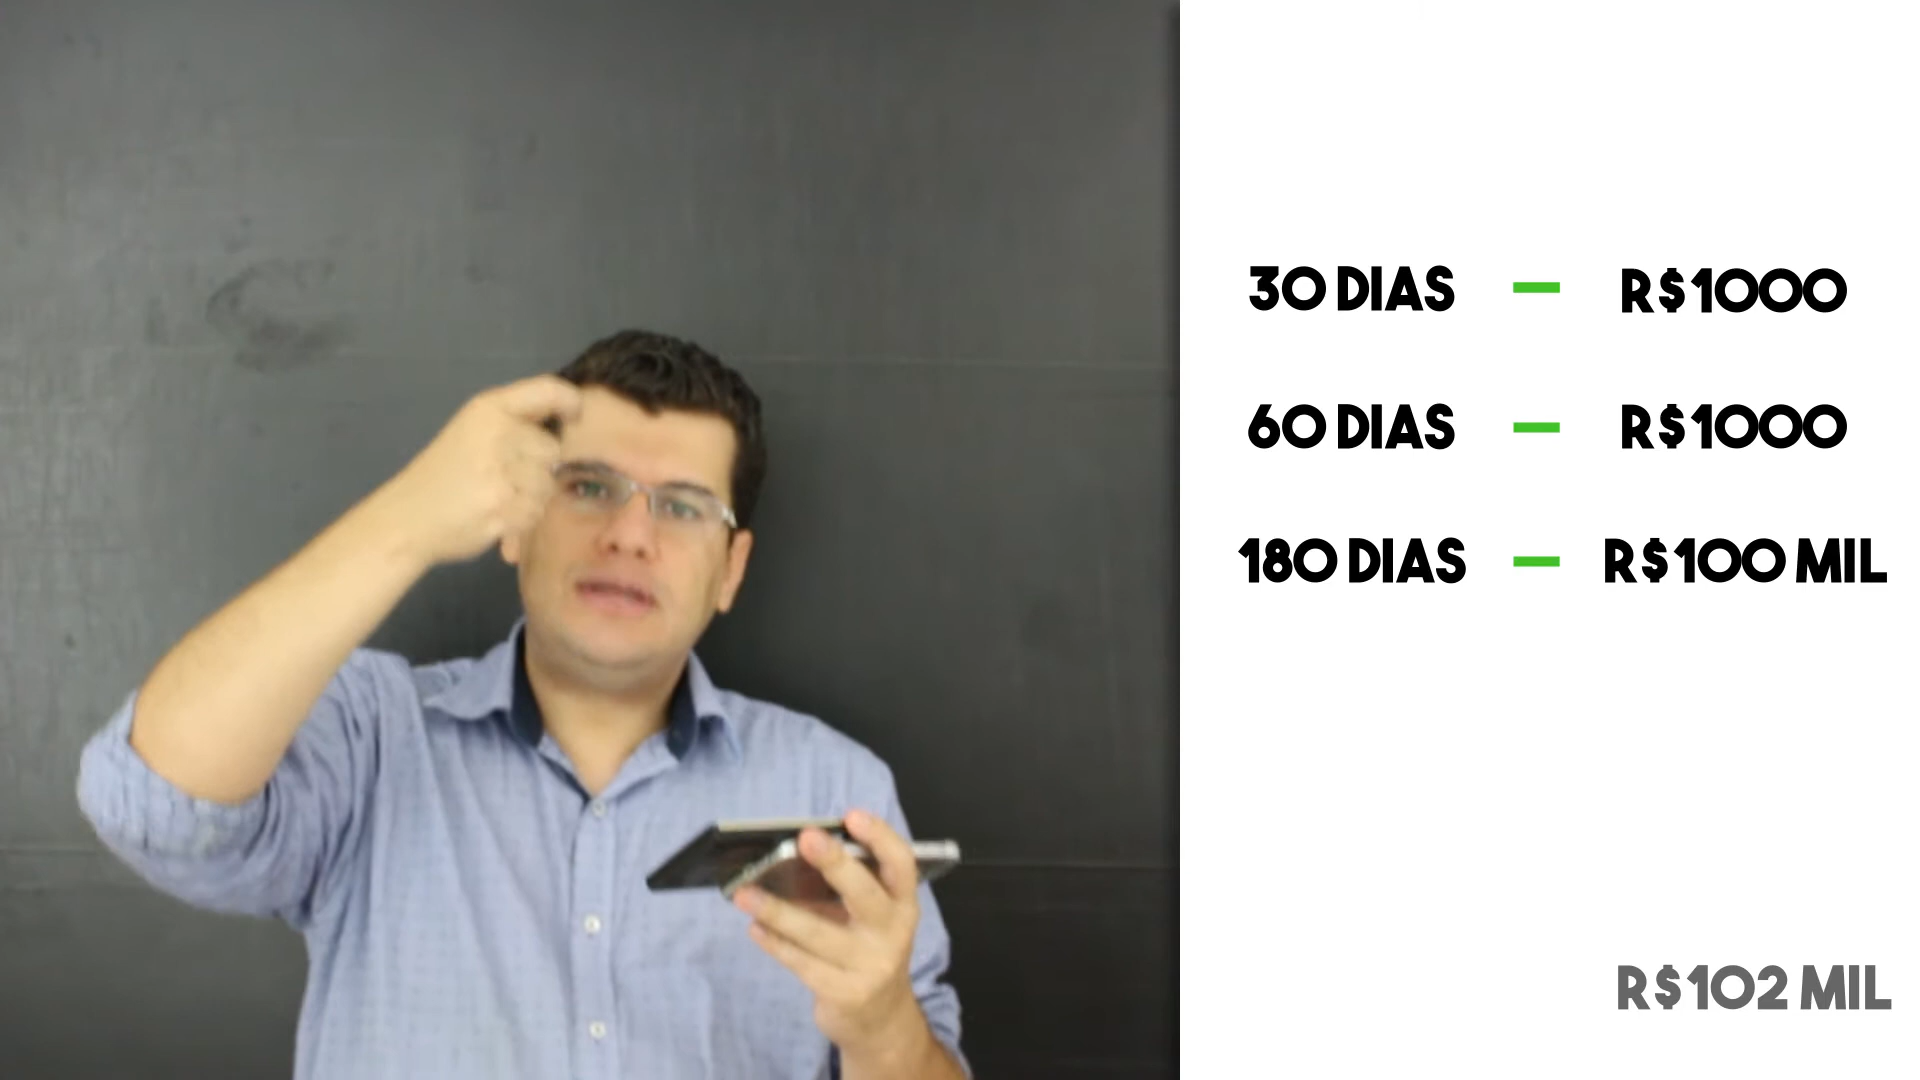 30 DIAS — R$1000
60 DIAS — R$1000
180 DIAS — R$100 MIL
R$102 MIL